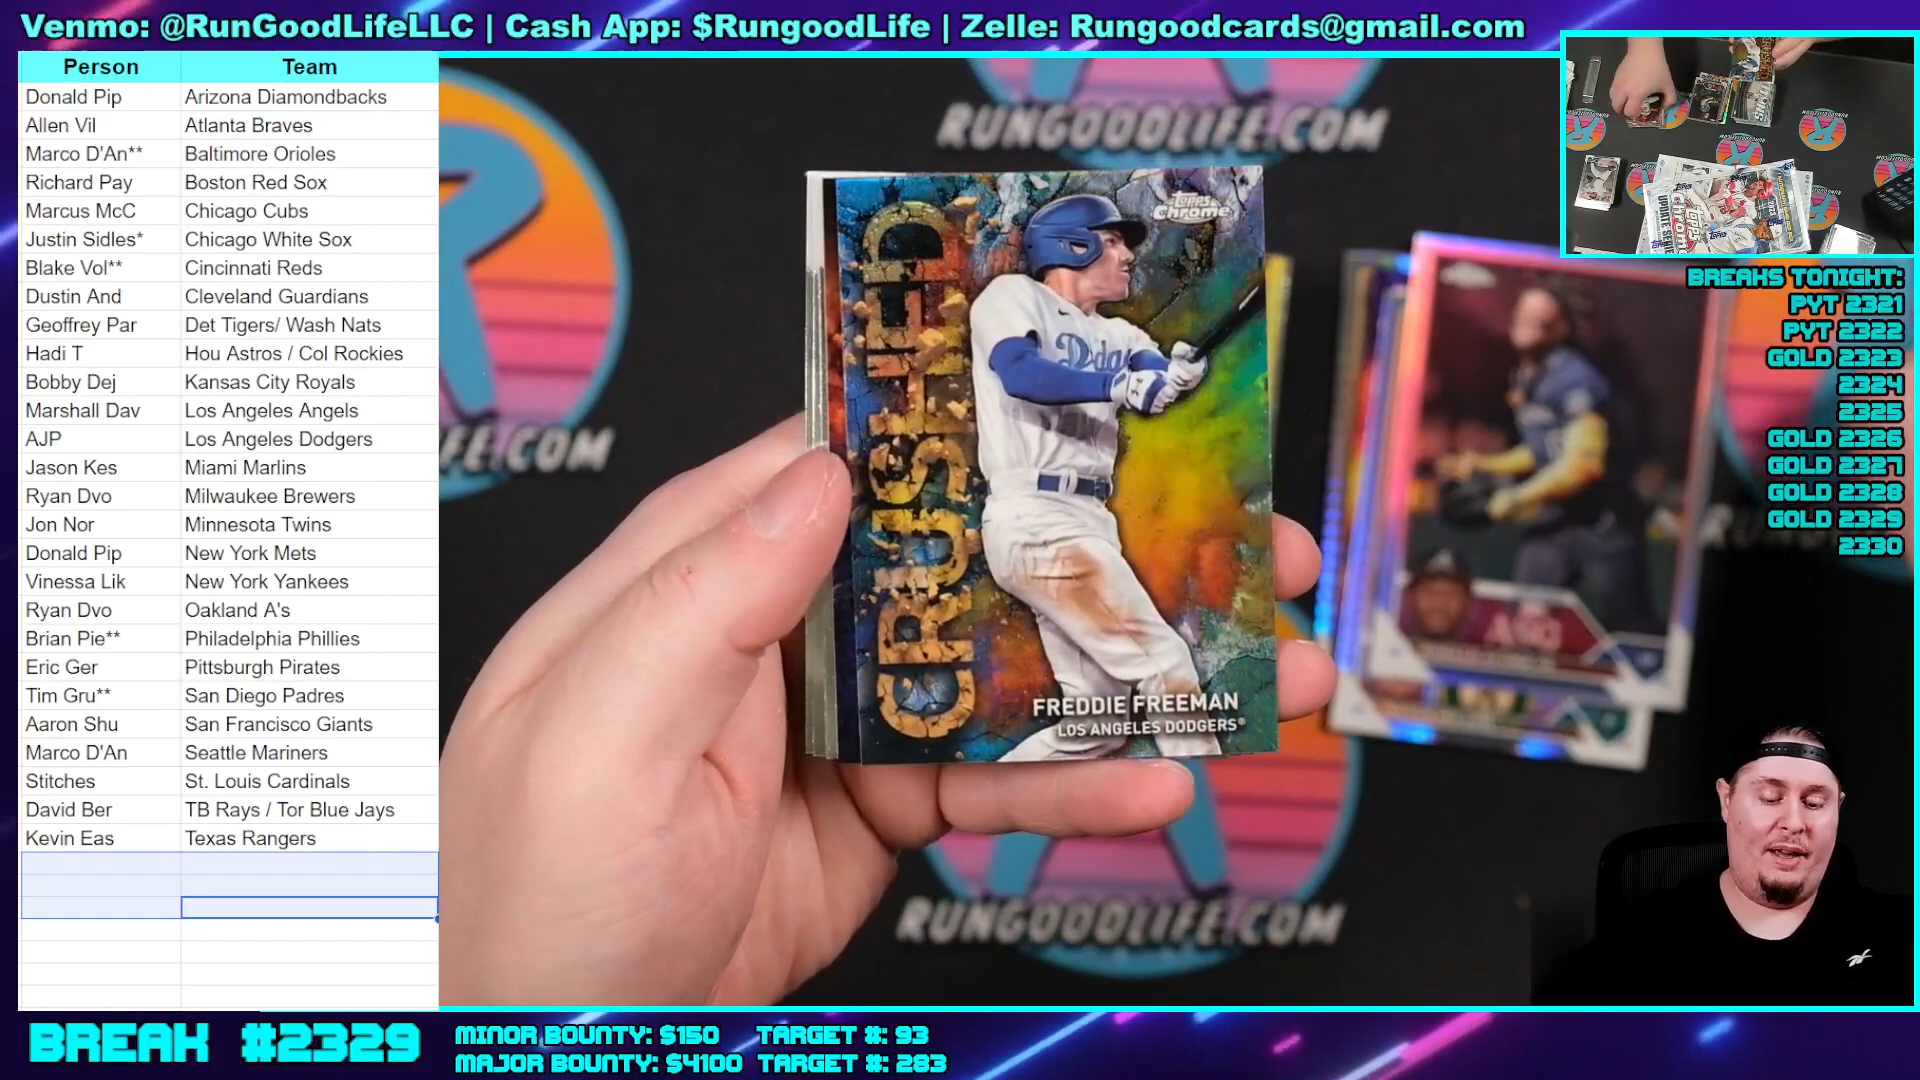 Venmo: @RunGoodLifeLLC | Cash App: $RungoodLife | Zelle: Rungoodcards@gmail.com
Person Team
Donald Pip Arizona Diamondbacks
Allen Vil Atlanta Braves
Marco D'An** Baltimore Orioles
Richard Pay Boston Red Sox
Marcus McC Chicago Cubs
Justin Sidles* Chicago White Sox
Blake Vol** Cincinnati Reds
Dustin And Cleveland Guardians
Geoffrey Par Det Tigers/ Wash Nats
Hadi T Hou Astros / Col Rockies
Bobby Dej Kansas City Royals
Marshall Dav Los Angeles Angels
AJP Los Angeles Dodgers
Jason Kes Miami Marlins
Ryan Dvo Milwaukee Brewers
Jon Nor Minnesota Twins
Donald Pip New York Mets
Vinessa Lik New York Yankees
Ryan Dvo Oakland A's
Brian Pie** Philadelphia Phillies
Eric Ger Pittsburgh Pirates
Tim Gru** San Diego Padres
Aaron Shu San Francisco Giants
Marco D'An Seattle Mariners
Stitches St. Louis Cardinals
David Ber TB Rays / Tor Blue Jays
Kevin Eas Texas Rangers
RUNGOODLIFE.COM
FE.COM
Topps
Chrome
CRUSHED
Dodge
FREDDIE FREEMAN
LOS ANGELES DODGERS®
RUNGOODLIFE.COM
BREAKS TONIGHT:
PYT 2321
PYT 2322
GOLD 2323
2324
2325
GOLD 2326
GOLD 2327
GOLD 2328
GOLD 2329
2330
BREAK #2329
MINOR BOUNTY: $150 TARGET #: 93
MAJOR BOUNTY: $4100 TARGET #: 283